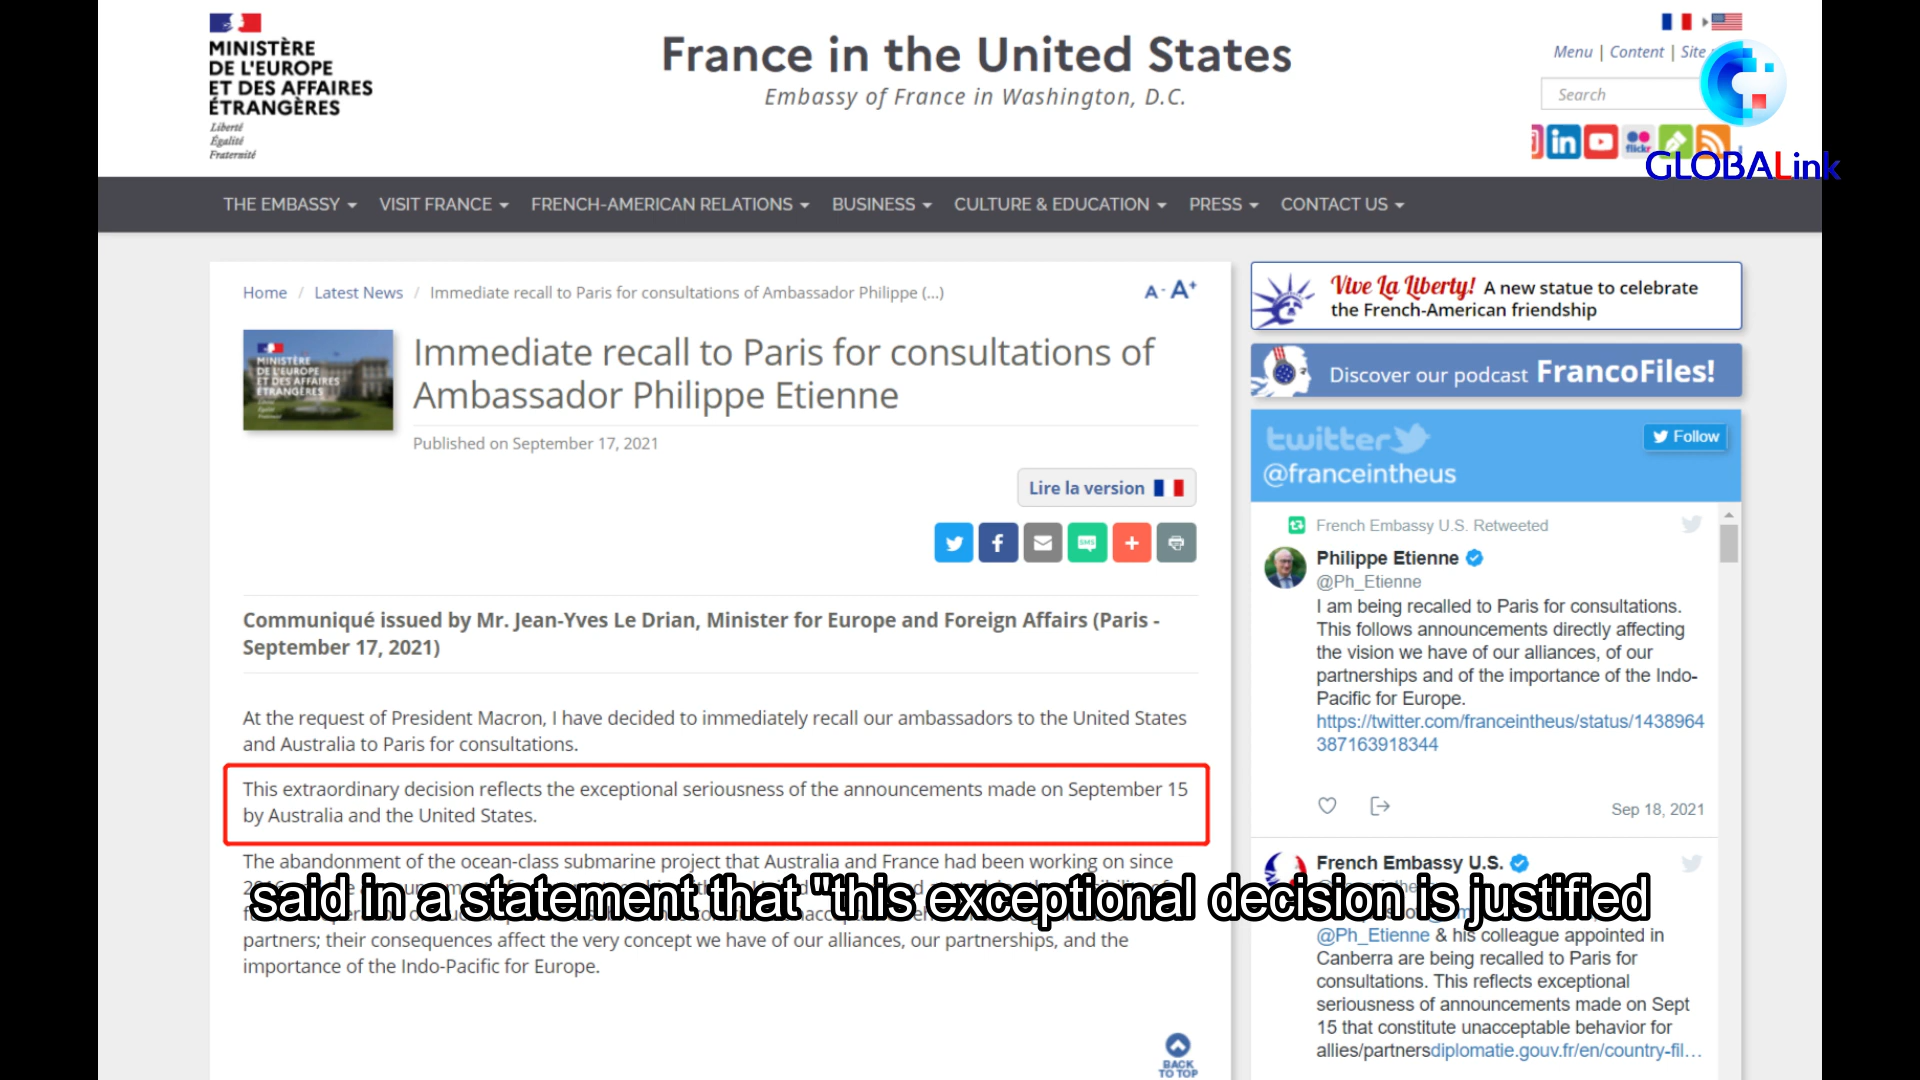 MINISTÈRE
DE L'EUROPE
ET DES AFFAIRES
ÉTRANGÈRES
Liberté
Égalité
Fraternité
France in the United States
Embassy of France in Washington, D.C.
Menu | Content | Site
Search
in
flickr
GLOBALink
THE EMBASSY VISIT FRANCE FRENCH-AMERICAN RELATIONS BUSINESS CULTURE & EDUCATION PRESS CONTACT US
Home / Latest News / Immediate recall to Paris for consultations of Ambassador Philippe (...)
A- A+
MINISTÈRE
DE L'EUROPE
ET DES AFFAIRES
ÉTRANGÈRES
Immediate recall to Paris for consultations of
Ambassador Philippe Etienne
Published on September 17, 2021
Lire la version
f
SMS
+
Communiqué issued by Mr. Jean-Yves Le Drian, Minister for Europe and Foreign Affairs (Paris -
September 17, 2021)
At the request of President Macron, I have decided to immediately recall our ambassadors to the United States
and Australia to Paris for consultations.
This extraordinary decision reflects the exceptional seriousness of the announcements made on September 15
by Australia and the United States.
The abandonment of the ocean-class submarine project that Australia and France had been working on since
said in a statement that "this exceptional decision is justified
partners; their consequences affect the very concept we have of our alliances, our partnerships, and the
importance of the Indo-Pacific for Europe.
BACK
TO TOP
Vive La Liberty! A new statue to celebrate
the French-American friendship
Discover our podcast FrancoFiles!
twitter
Follow
@franceintheus
French Embassy U.S. Retweeted
Philippe Etienne
@Ph_Etienne
I am being recalled to Paris for consultations.
This follows announcements directly affecting
the vision we have of our alliances, of our
partnerships and of the importance of the Indo-
Pacific for Europe.
https://twitter.com/franceintheus/status/1438964
387163918344
Sep 18, 2021
French Embassy U.S.
@Ph_Etienne & his colleague appointed in
Canberra are being recalled to Paris for
consultations. This reflects exceptional
seriousness of announcements made on Sept
15 that constitute unacceptable behavior for
allies/partnersdiplomatie.gouv.fr/en/country-fil…